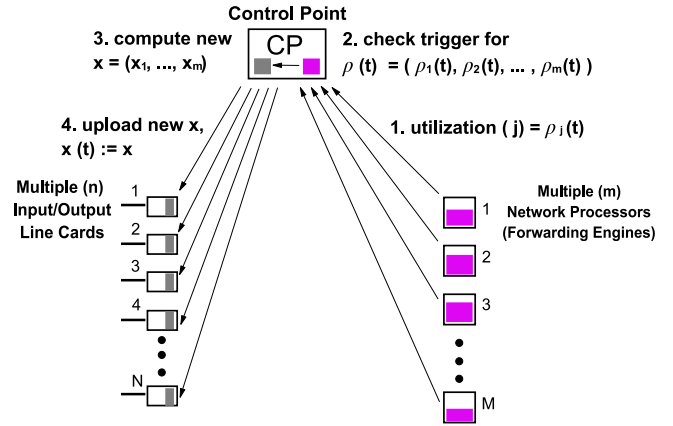 Control Point
3. compute new
x = (x₁, ..., xₘ)
CP
2. check trigger for
ρ (t) = ( ρ₁(t), ρ₂(t), ... , ρₘ(t) )
4. upload new x,
x (t) := x
1. utilization ( j) = ρ ⱼ (t)
Multiple (n)
Input/Output
Line Cards
1
2
3
4
N
Multiple (m)
Network Processors
(Forwarding Engines)
1
2
3
M